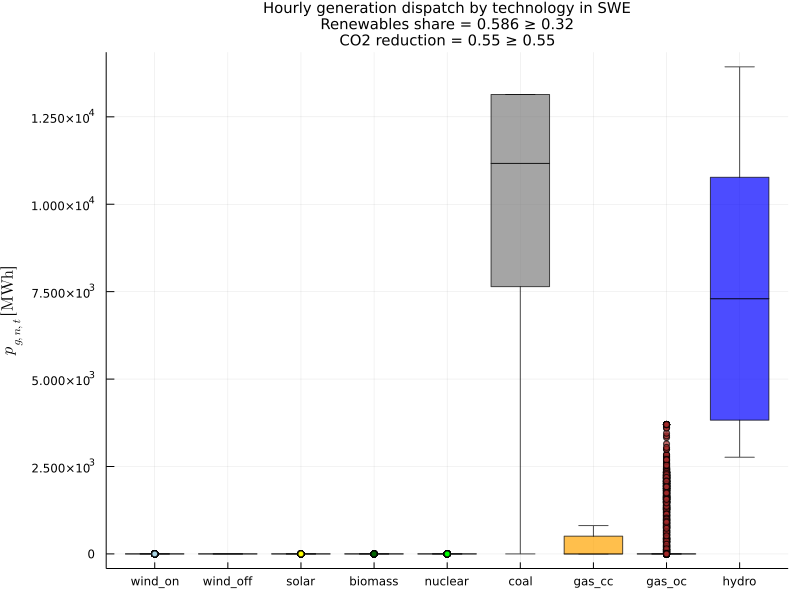 Hourly generation dispatch by technology in SWE
Renewables share = 0.586 ≥ 0.32
CO2 reduction = 0.55 ≥ 0.55
1.250×10⁴
1.000×10⁴
7.500×10³
5.000×10³
2.500×10³
0
p_{g,n,t} [MWh]
wind_on wind_off solar biomass nuclear coal gas_cc gas_oc hydro